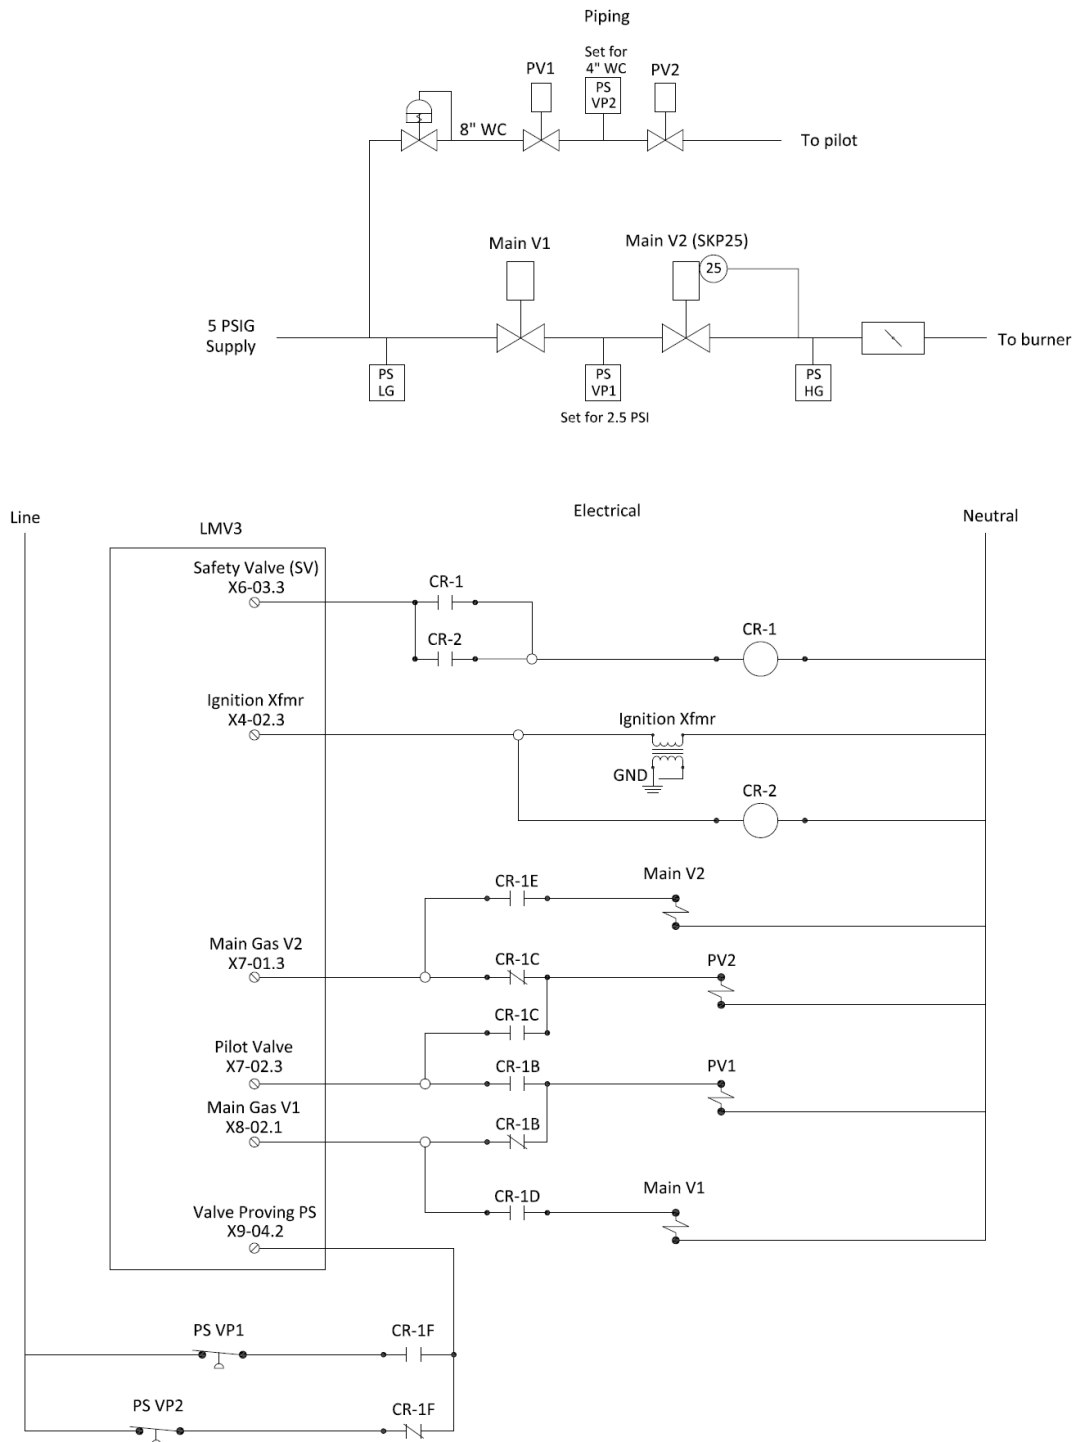 Piping
Set for
4" WC
PV1
PS
VP2
PV2
8" WC
To pilot
Main V1
Main V2 (SKP25)
25
5 PSIG
Supply
To burner
PS
LG
PS
VP1
PS
HG
Set for 2.5 PSI
Electrical
Line
Neutral
LMV3
Safety Valve (SV)
X6-03.3
CR-1
CR-2
CR-1
Ignition Xfmr
X4-02.3
Ignition Xfmr
GND
CR-2
Main V2
CR-1E
Main Gas V2
X7-01.3
CR-1C
PV2
CR-1C
Pilot Valve
X7-02.3
CR-1B
PV1
Main Gas V1
X8-02.1
CR-1B
CR-1D
Main V1
Valve Proving PS
X9-04.2
PS VP1
CR-1F
PS VP2
CR-1F